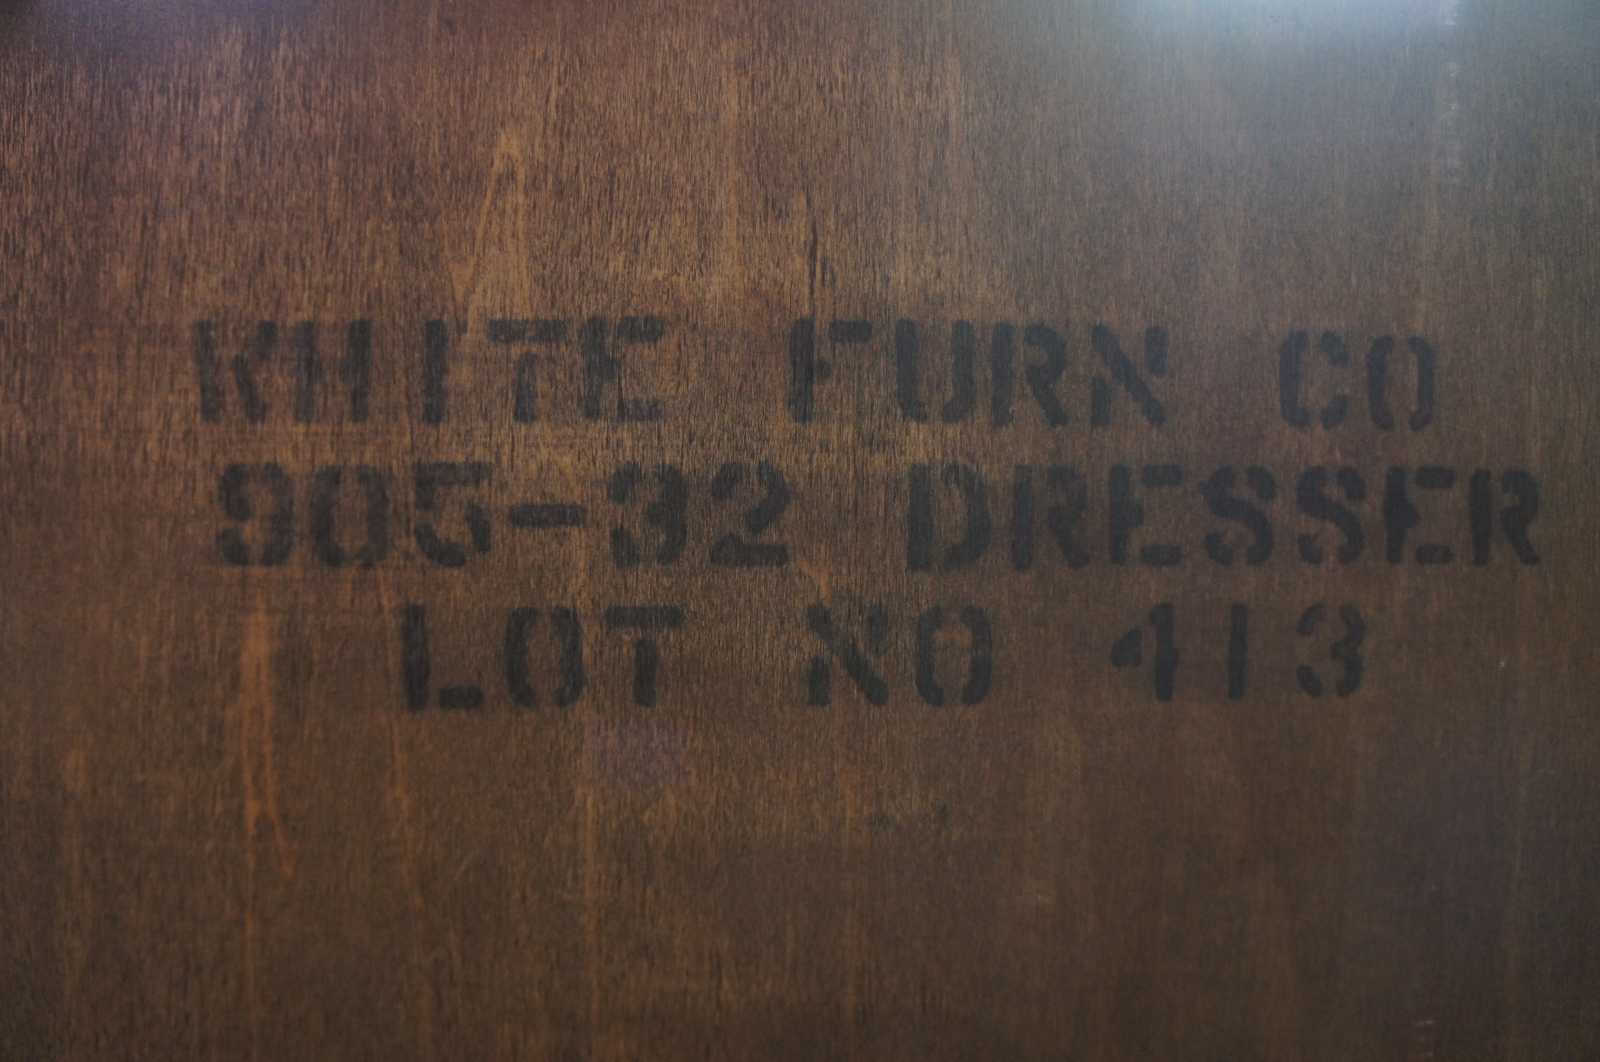 WHITE FURN CO
905-32 DRESSER
LOT NO 413